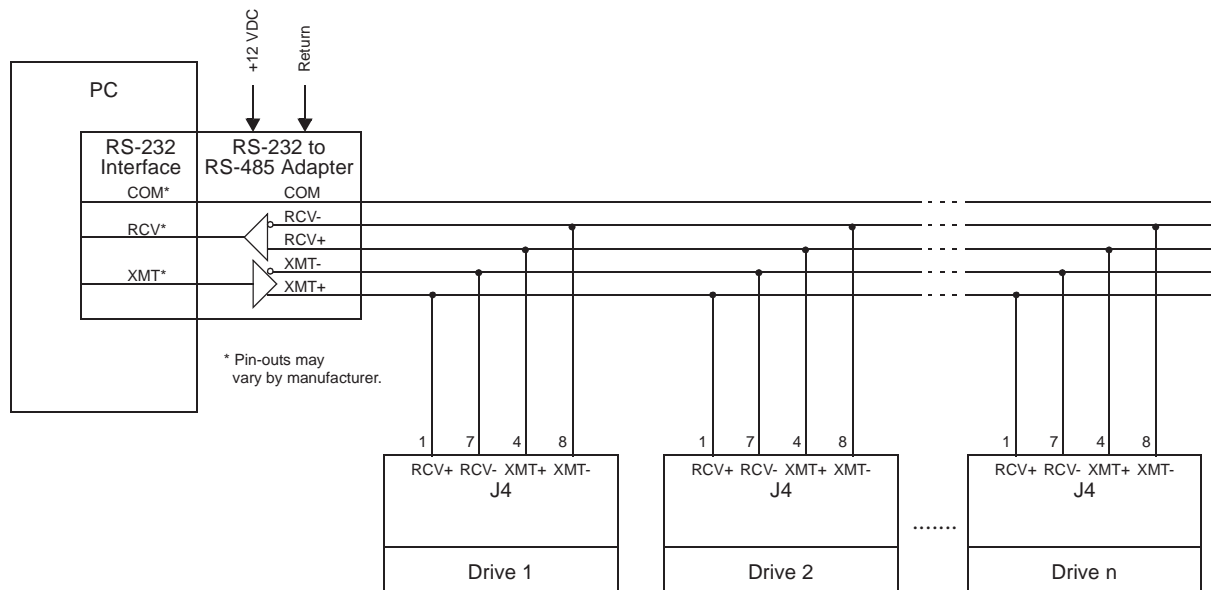 +12 VDC
Return
PC
RS-232
Interface
RS-232 to
RS-485 Adapter
COM*
COM
RCV-
RCV*
RCV+
XMT-
XMT*
XMT+
* Pin-outs may
vary by manufacturer.
1 7 4 8
RCV+ RCV- XMT+ XMT-
J4
Drive 1
1 7 4 8
RCV+ RCV- XMT+ XMT-
J4
Drive 2
.......
1 7 4 8
RCV+ RCV- XMT+ XMT-
J4
Drive n